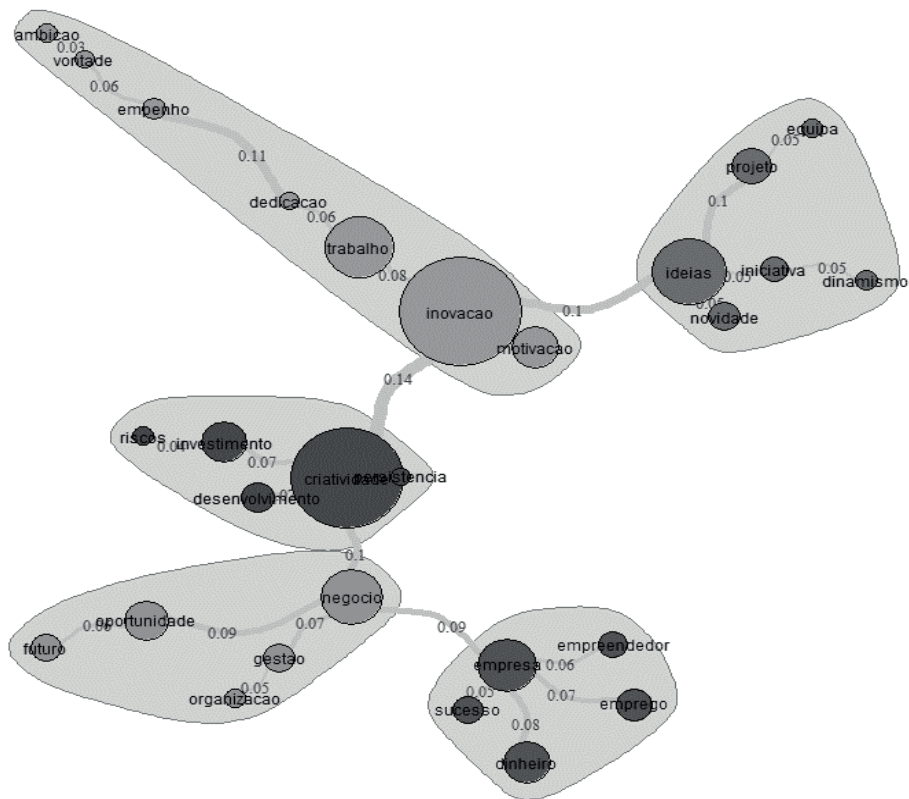 ambicao
0.03
vontade
0.06
empenho
0.11
dedicacao
0.06
trabalho
0.08
inovacao
motivacao
0.1
equipa
0.05
projeto
0.1
ideias
0.05
iniciativa
0.05
dinamismo
0.05
novidade
0.14
riscos
0.04
investimento
0.07
criatividade
persistencia
desenvolvimento
0.1
negocio
oportunidade
0.09
futuro
0.07
gestao
0.05
organizacao
0.09
empresa
empreendedor
0.06
0.07
emprego
0.05
sucesso
0.08
dinheiro